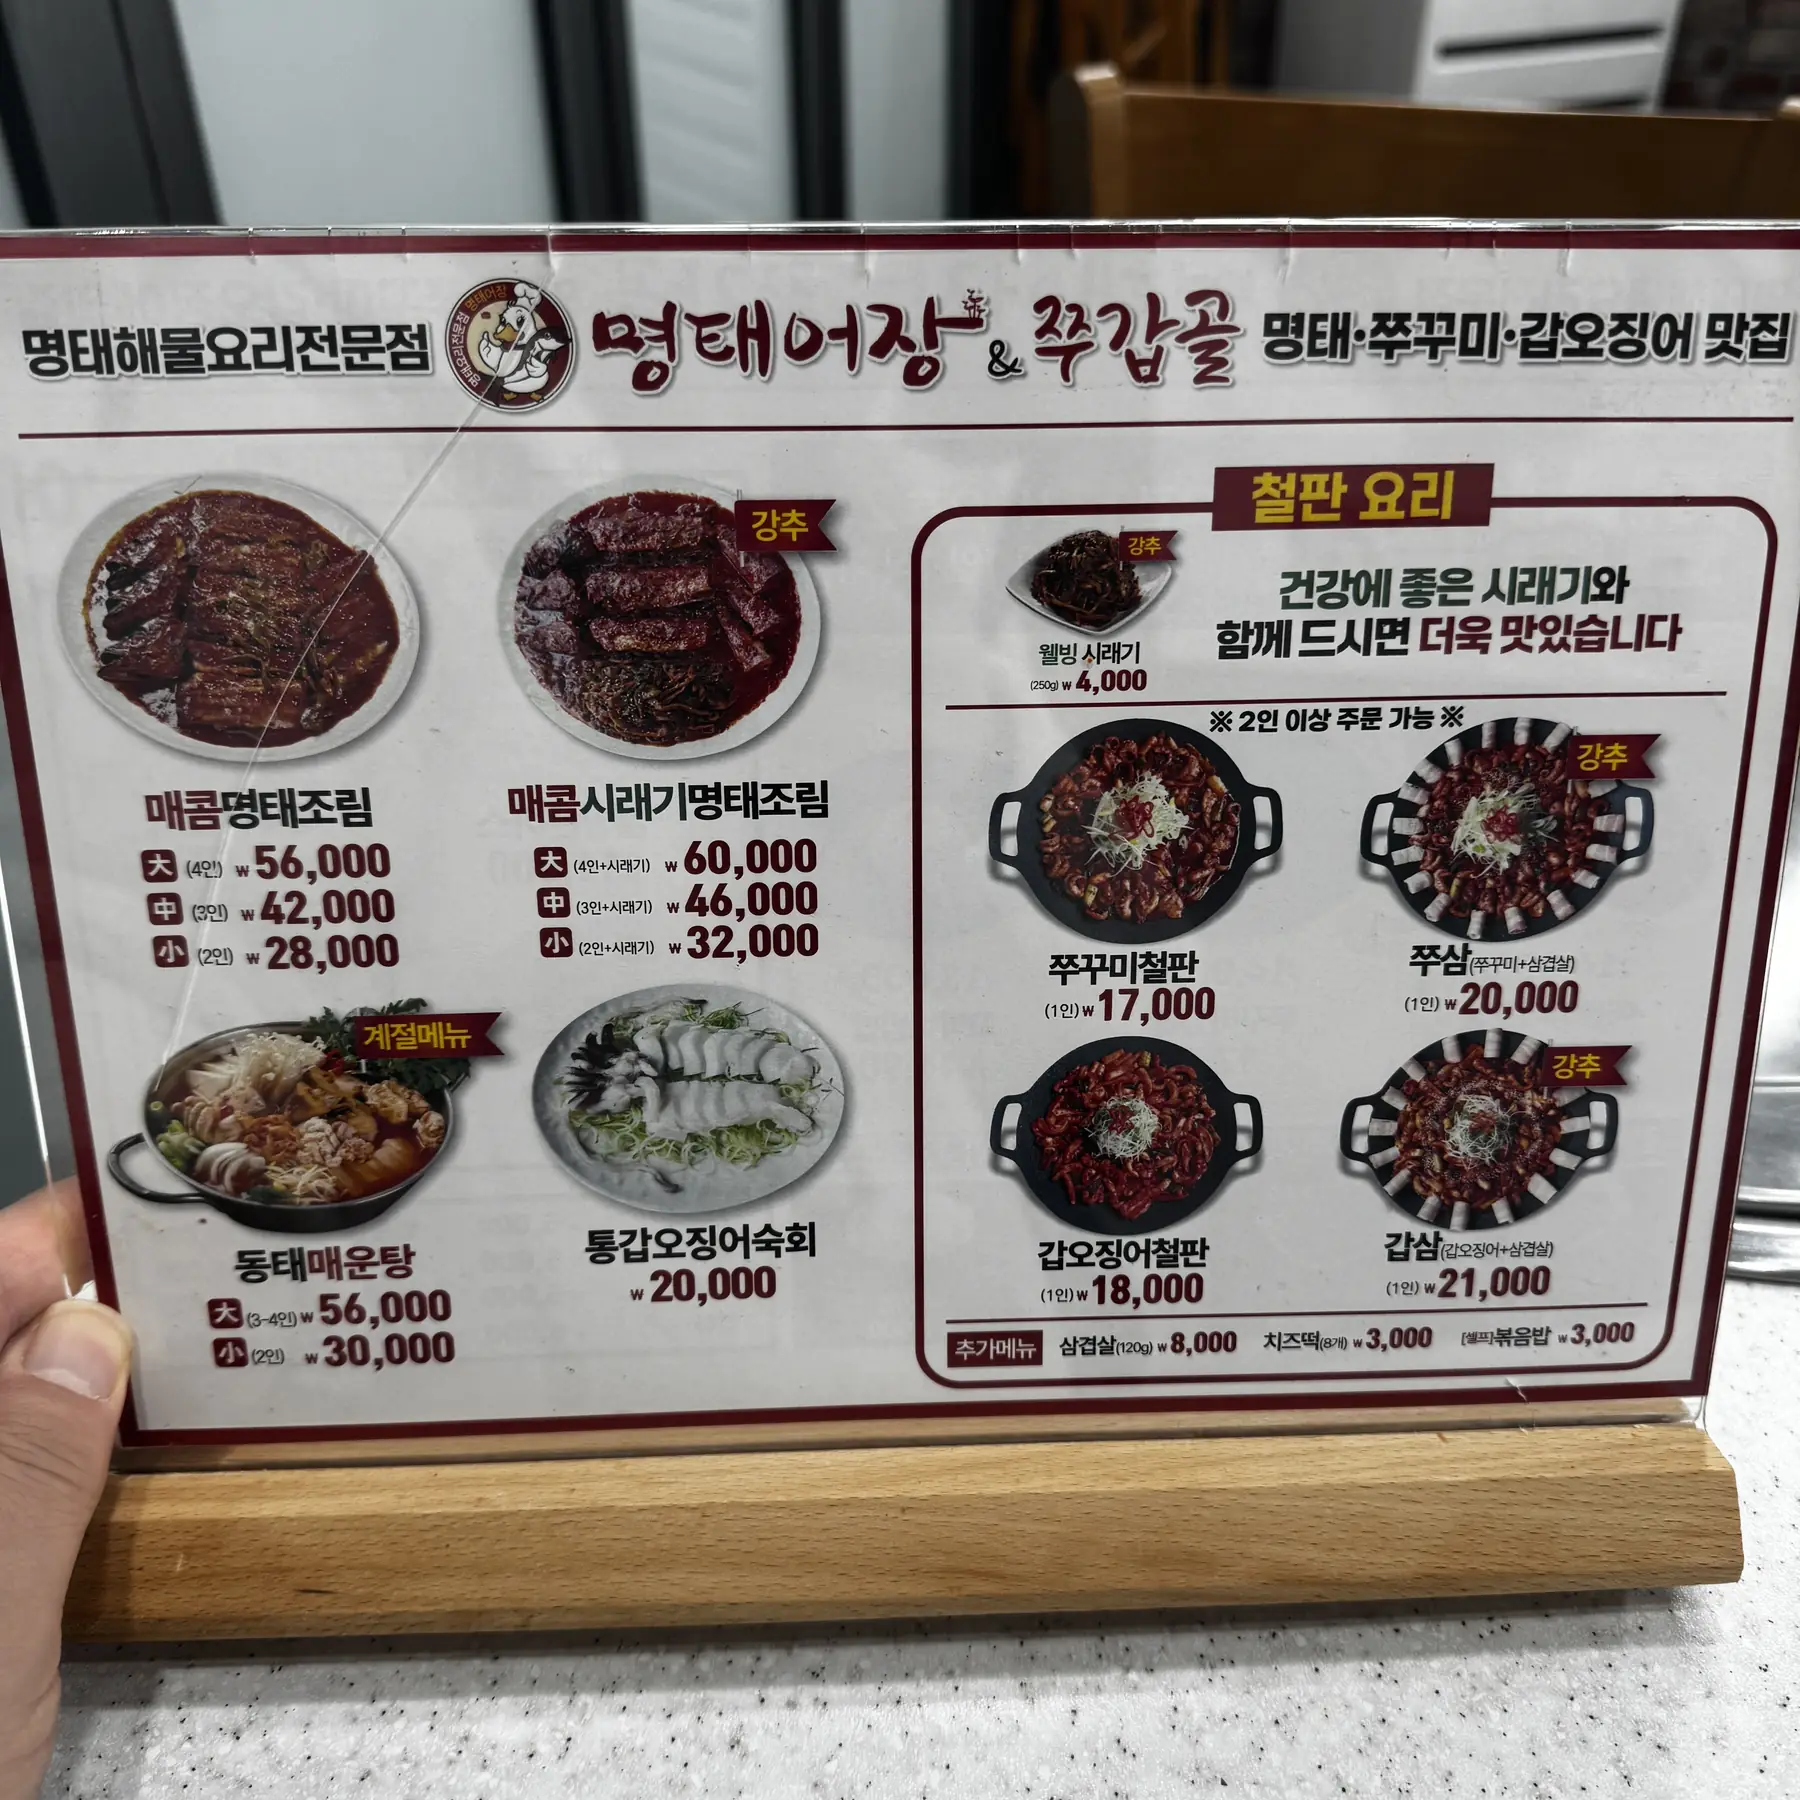 명태해물요리전문점
명태어장
명태요리전문점
명태어장 & 쭈갑골
명태·쭈꾸미·갑오징어 맛집
강추
매콤명태조림
大 (4인) ₩ 56,000
中 (3인) ₩ 42,000
小 (2인) ₩ 28,000
매콤시래기명태조림
大 (4인+시래기) ₩ 60,000
中 (3인+시래기) ₩ 46,000
小 (2인+시래기) ₩ 32,000
계절메뉴
동태매운탕
大 (3-4인) ₩ 56,000
小 (2인) ₩ 30,000
통갑오징어숙회
₩ 20,000
철판 요리
강추
웰빙 시래기
(250g) ₩ 4,000
건강에 좋은 시래기와
함께 드시면 더욱 맛있습니다
※ 2인 이상 주문 가능 ※
쭈꾸미철판
(1인) ₩ 17,000
강추
쭈삼(쭈꾸미+삼겹살)
(1인) ₩ 20,000
갑오징어철판
(1인) ₩ 18,000
강추
갑삼(갑오징어+삼겹살)
(1인) ₩ 21,000
추가메뉴 삼겹살(120g) ₩ 8,000 치즈떡(8개) ₩ 3,000 [셀프]볶음밥 ₩ 3,000